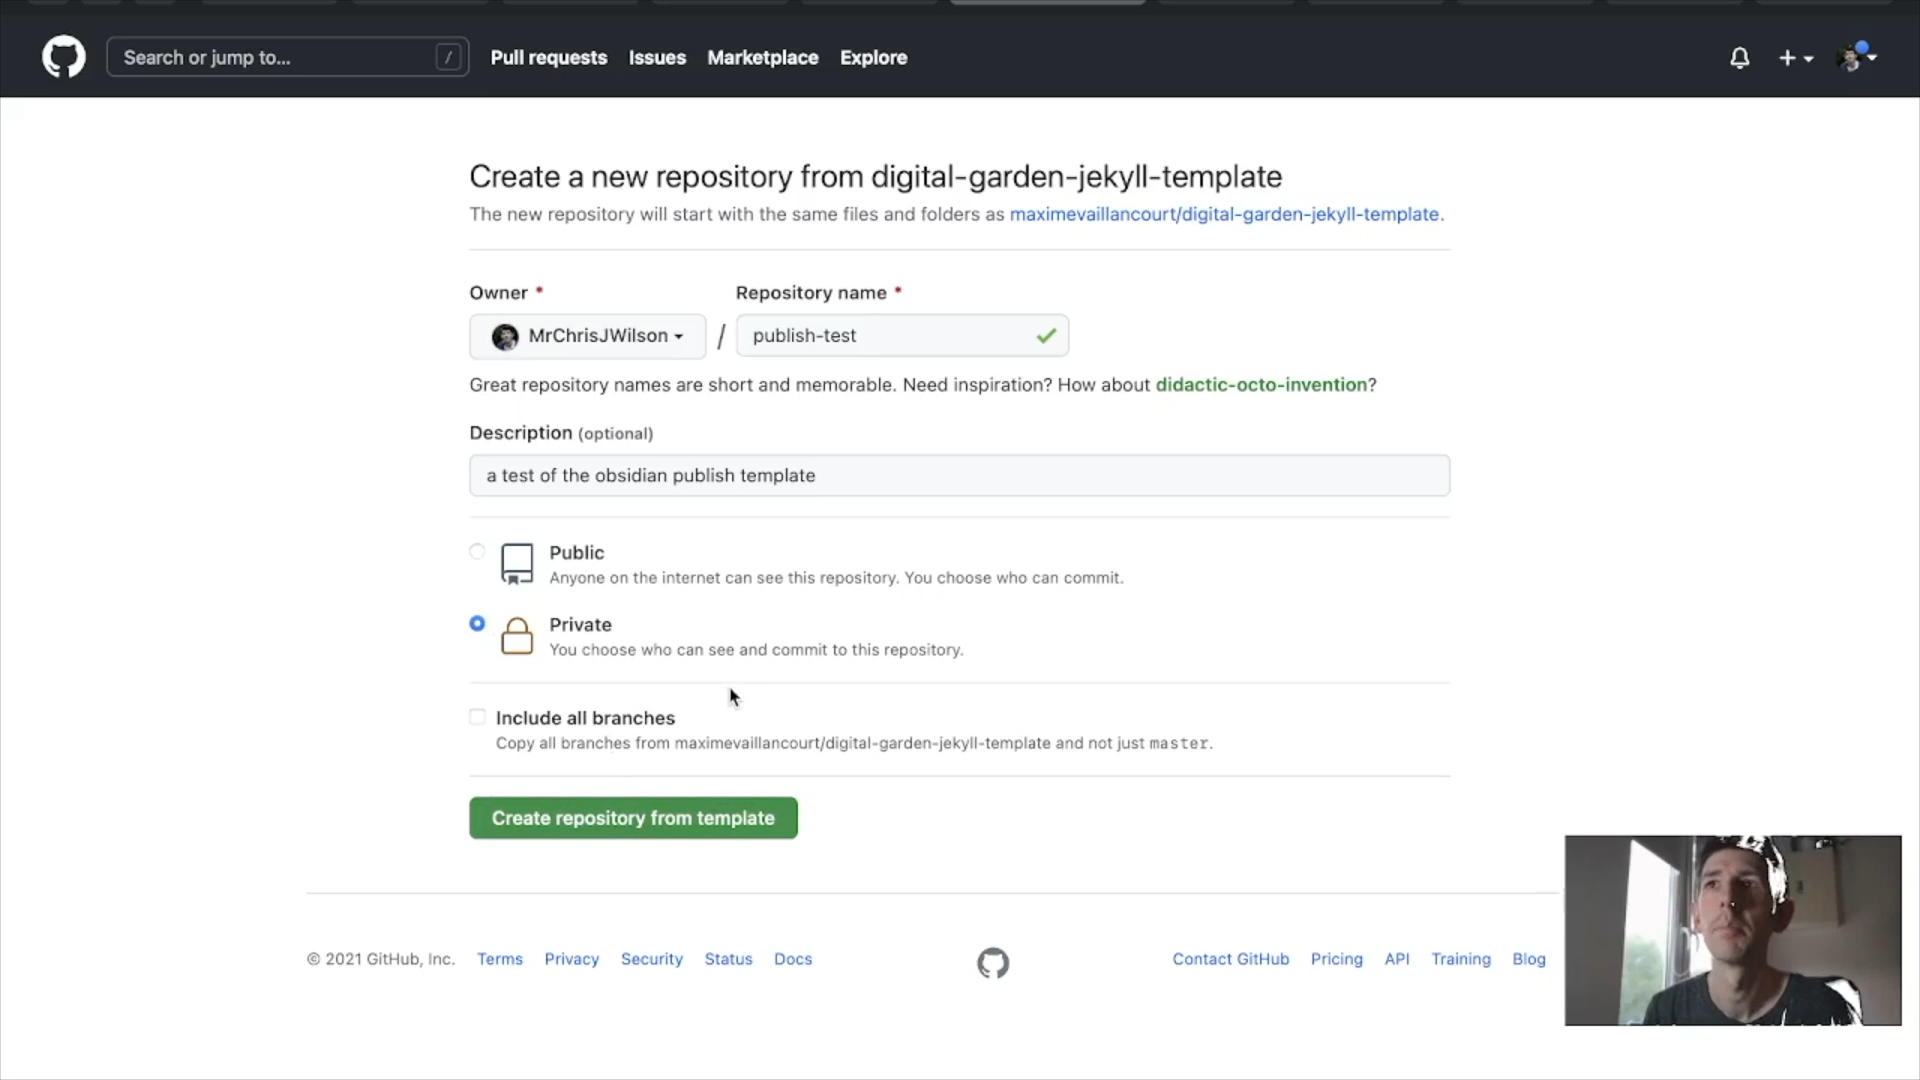 Search or jump to... /
Pull requests Issues Marketplace Explore
Create a new repository from digital-garden-jekyll-template
The new repository will start with the same files and folders as maximevaillancourt/digital-garden-jekyll-template.
Owner * Repository name *
MrChrisJWilson / publish-test
Great repository names are short and memorable. Need inspiration? How about didactic-octo-invention?
Description (optional)
a test of the obsidian publish template
Public
Anyone on the internet can see this repository. You choose who can commit.
Private
You choose who can see and commit to this repository.
Include all branches
Copy all branches from maximevaillancourt/digital-garden-jekyll-template and not just master.
Create repository from template
© 2021 GitHub, Inc. Terms Privacy Security Status Docs Contact GitHub Pricing API Training Blog